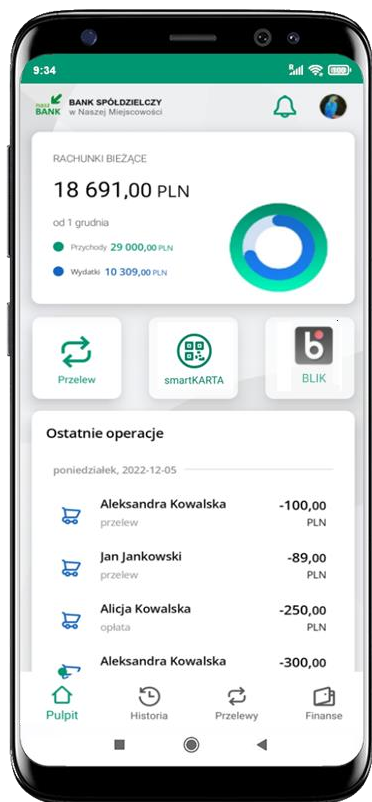 9:34
nasz BANK
BANK SPÓŁDZIELCZY
w Naszej Miejscowości
RACHUNKI BIEŻĄCE
18 691,00 PLN
od 1 grudnia
Przychody 29 000,00 PLN
Wydatki 10 309,00 PLN
Przelew
smartKARTA
BLIK
Ostatnie operacje
poniedziałek, 2022-12-05
Aleksandra Kowalska -100,00
przelew PLN
Jan Jankowski -89,00
przelew PLN
Alicja Kowalska -250,00
opłata PLN
Aleksandra Kowalska -300,00
Pulpit
Historia
Przelewy
Finanse